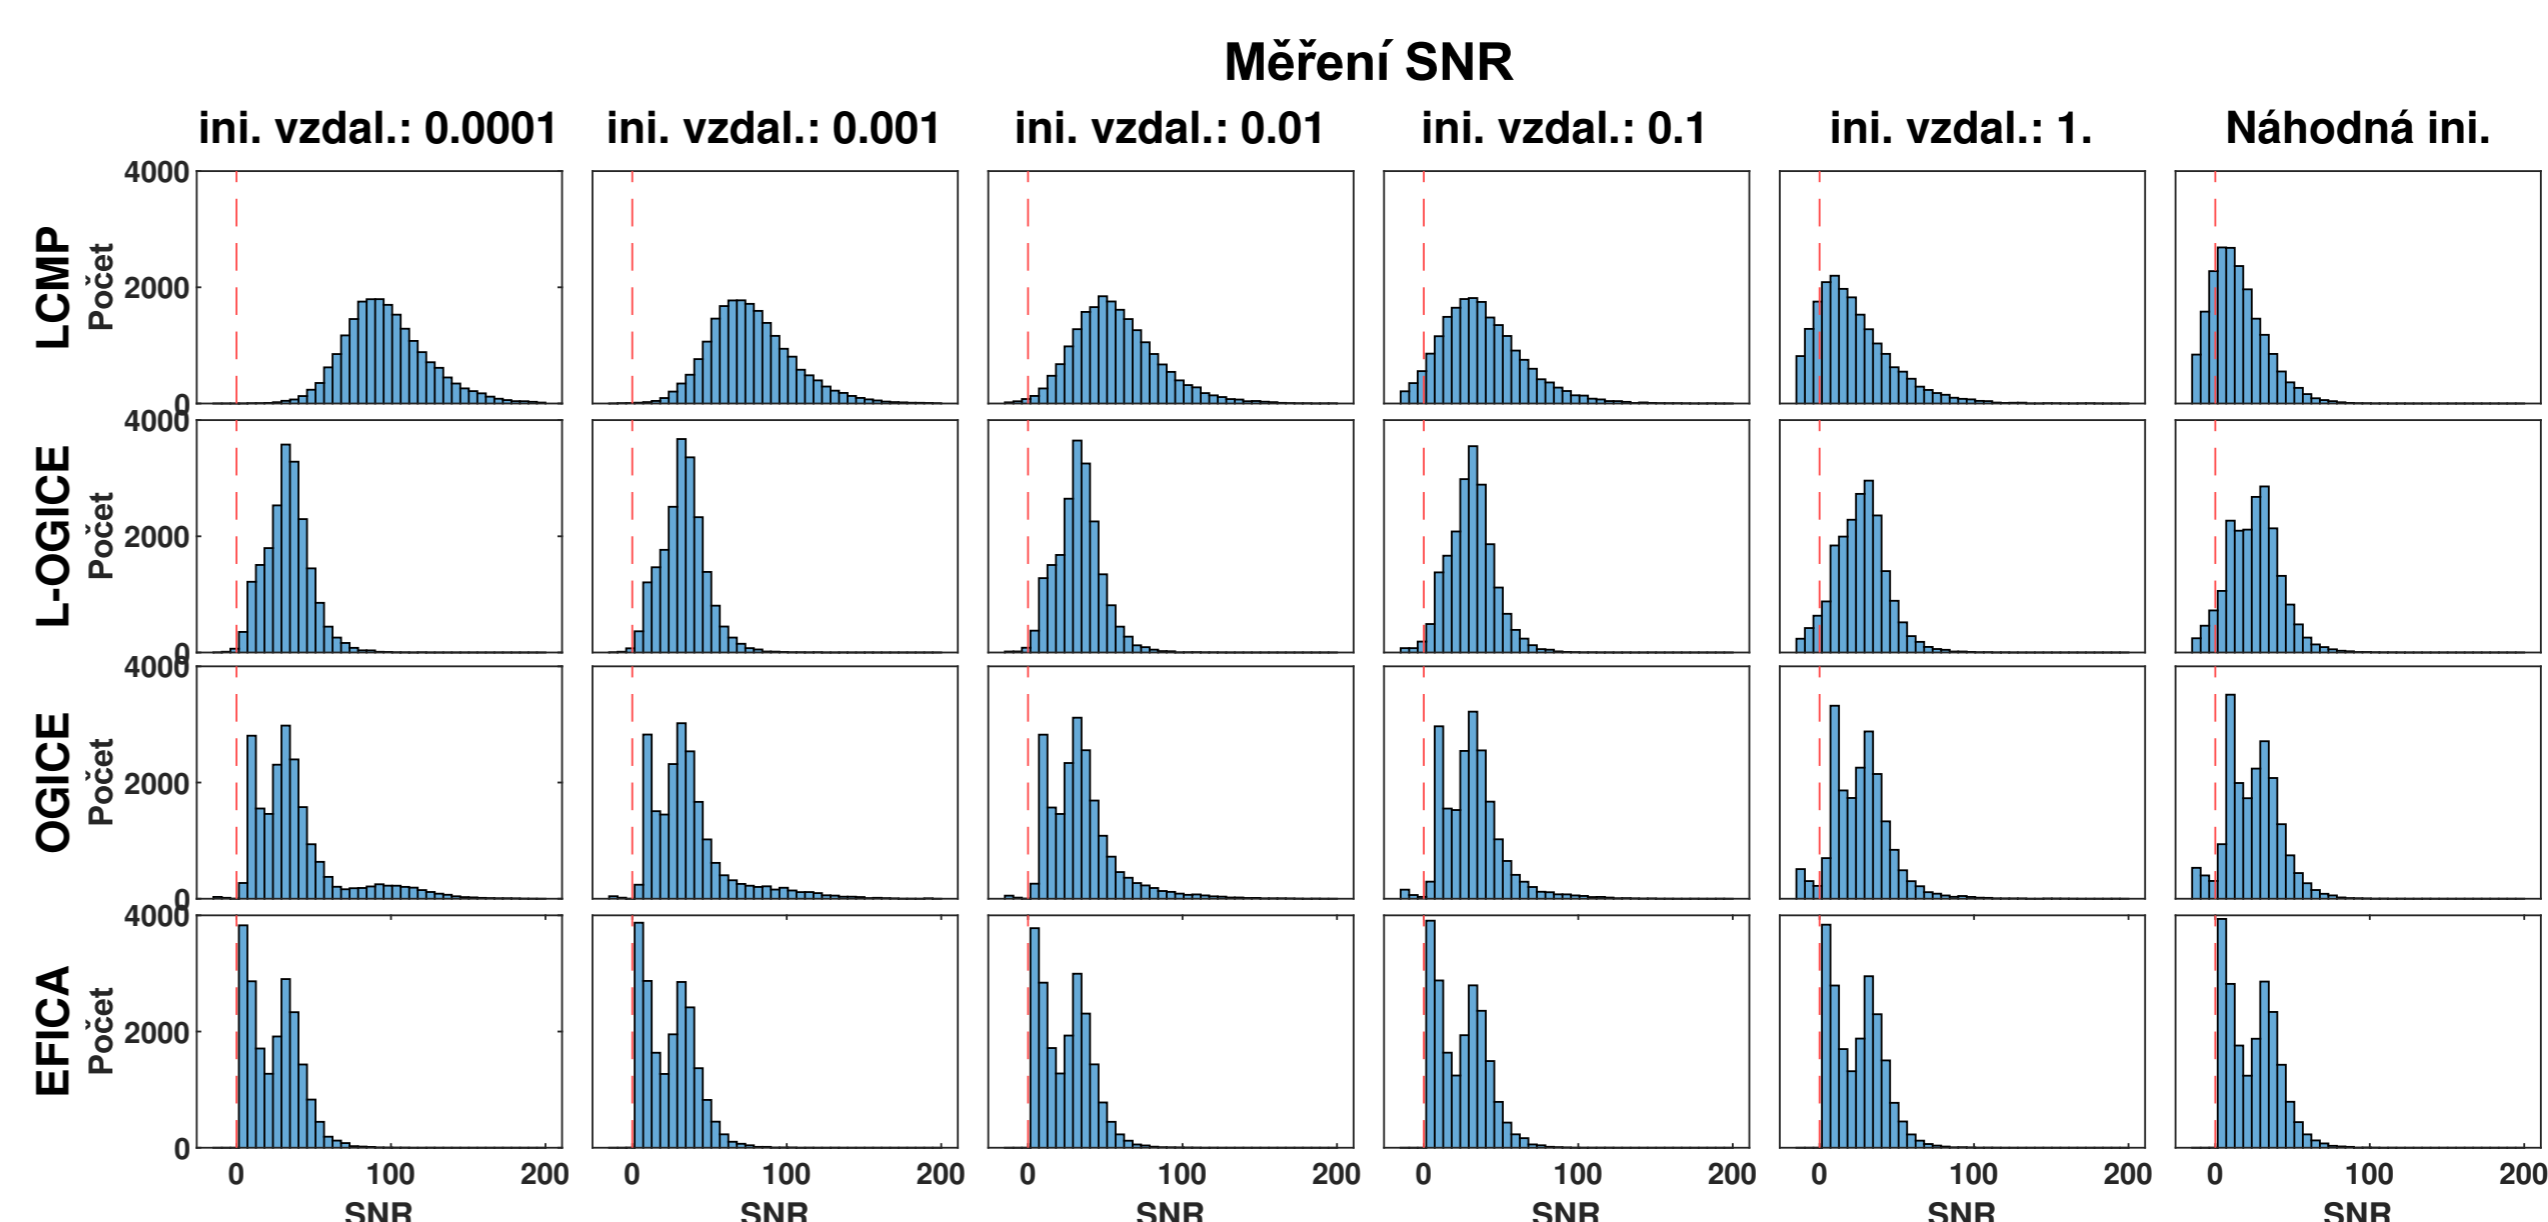 Měření SNR
ini. vzdal.: 0.0001 ini. vzdal.: 0.001 ini. vzdal.: 0.01 ini. vzdal.: 0.1 ini. vzdal.: 1. Náhodná ini.
LCMP
Počet
4000
2000
0
L-OGICE
Počet
4000
2000
0
OGICE
Počet
4000
2000
0
EFICA
Počet
4000
2000
0
0 100 200 0 100 200 0 100 200 0 100 200 0 100 200 0 100 200
SNR SNR SNR SNR SNR SNR